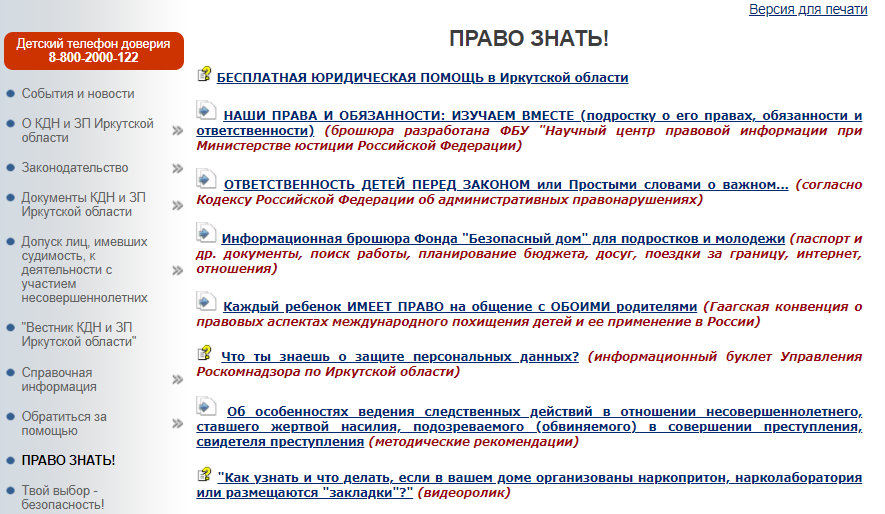 Версия для печати
Детский телефон доверия
8-800-2000-122
События и новости
О КДН и ЗП Иркутской
области
Законодательство
Документы КДН и ЗП
Иркутской области
Допуск лиц, имевших
судимость, к
деятельности с
участием
несовершеннолетних
"Вестник КДН и ЗП
Иркутской области"
Справочная
информация
Обратиться за
помощью
ПРАВО ЗНАТЬ!
Твой выбор -
безопасность!
ПРАВО ЗНАТЬ!
БЕСПЛАТНАЯ ЮРИДИЧЕСКАЯ ПОМОЩЬ в Иркутской области
НАШИ ПРАВА И ОБЯЗАННОСТИ: ИЗУЧАЕМ ВМЕСТЕ (подростку о его правах, обязанности и
ответственности) (брошюра разработана ФБУ "Научный центр правовой информации при
Министерстве юстиции Российской Федерации)
ОТВЕТСТВЕННОСТЬ ДЕТЕЙ ПЕРЕД ЗАКОНОМ или Простыми словами о важном... (согласно
Кодексу Российской Федерации об административных правонарушениях)
Информационная брошюра Фонда "Безопасный дом" для подростков и молодежи (паспорт и
др. документы, поиск работы, планирование бюджета, досуг, поездки за границу, интернет,
отношения)
Каждый ребенок ИМЕЕТ ПРАВО на общение с ОБОИМИ родителями (Гаагская конвенция о
правовых аспектах международного похищения детей и ее применение в России)
Что ты знаешь о защите персональных данных? (информационный буклет Управления
Роскомнадзора по Иркутской области)
Об особенностях ведения следственных действий в отношении несовершеннолетнего,
ставшего жертвой насилия, подозреваемого (обвиняемого) в совершении преступления,
свидетеля преступления (методические рекомендации)
"Как узнать и что делать, если в вашем доме организованы наркопритон, нарколаборатория
или размещаются "закладки"?" (видеоролик)